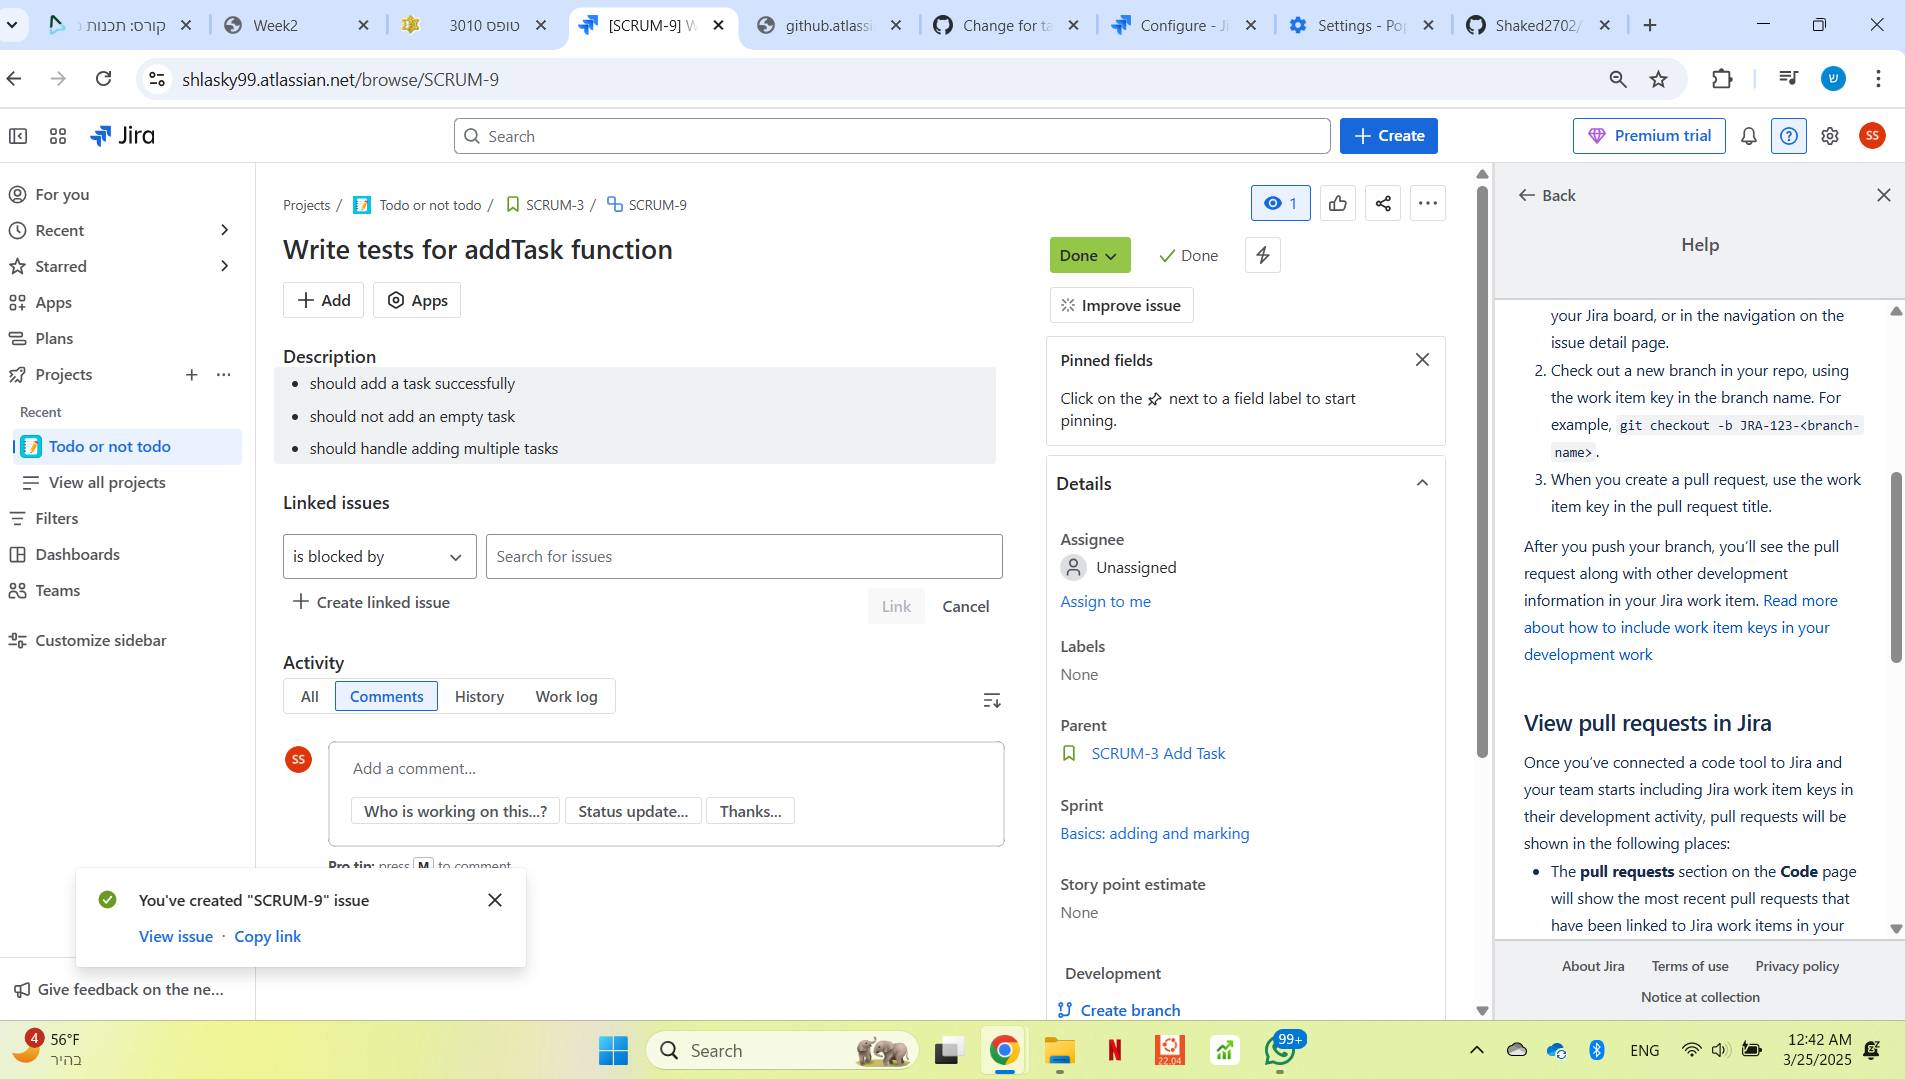 קורס: תכנות
Week2
טופס 3010
[SCRUM-9] W
github.atlassi
Change for ta
Configure - Ji
Settings - Pop
Shaked2702/
shlasky99.atlassian.net/browse/SCRUM-9
ש
Jira
Search
Create
Premium trial
SS
For you
Recent
Starred
Apps
Plans
Projects
Recent
Todo or not todo
View all projects
Filters
Dashboards
Teams
Customize sidebar
Give feedback on the ne...
Projects / Todo or not todo / SCRUM-3 / SCRUM-9
Write tests for addTask function
Add
Apps
Description
should add a task successfully
should not add an empty task
should handle adding multiple tasks
Linked issues
is blocked by
Search for issues
Create linked issue
Link
Cancel
Activity
All
Comments
History
Work log
SS
Add a comment...
Who is working on this...?
Status update...
Thanks...
Pro tip: press M to comment
You've created "SCRUM-9" issue
View issue · Copy link
1
Done
Done
Improve issue
Pinned fields
Click on the next to a field label to start
pinning.
Details
Assignee
Unassigned
Assign to me
Labels
None
Parent
SCRUM-3 Add Task
Sprint
Basics: adding and marking
Story point estimate
None
Development
Create branch
Back
Help
your Jira board, or in the navigation on the
issue detail page.
2. Check out a new branch in your repo, using
the work item key in the branch name. For
example, git checkout -b JRA-123-<branch-
name> .
3. When you create a pull request, use the work
item key in the pull request title.
After you push your branch, you’ll see the pull
request along with other development
information in your Jira work item. Read more
about how to include work item keys in your
development work
View pull requests in Jira
Once you’ve connected a code tool to Jira and
your team starts including Jira work item keys in
their development activity, pull requests will be
shown in the following places:
The pull requests section on the Code page
will show the most recent pull requests that
have been linked to Jira work items in your
About Jira
Terms of use
Privacy policy
Notice at collection
4
56°F
בהיר
Search
N
22.04
99+
ENG
12:42 AM
3/25/2025